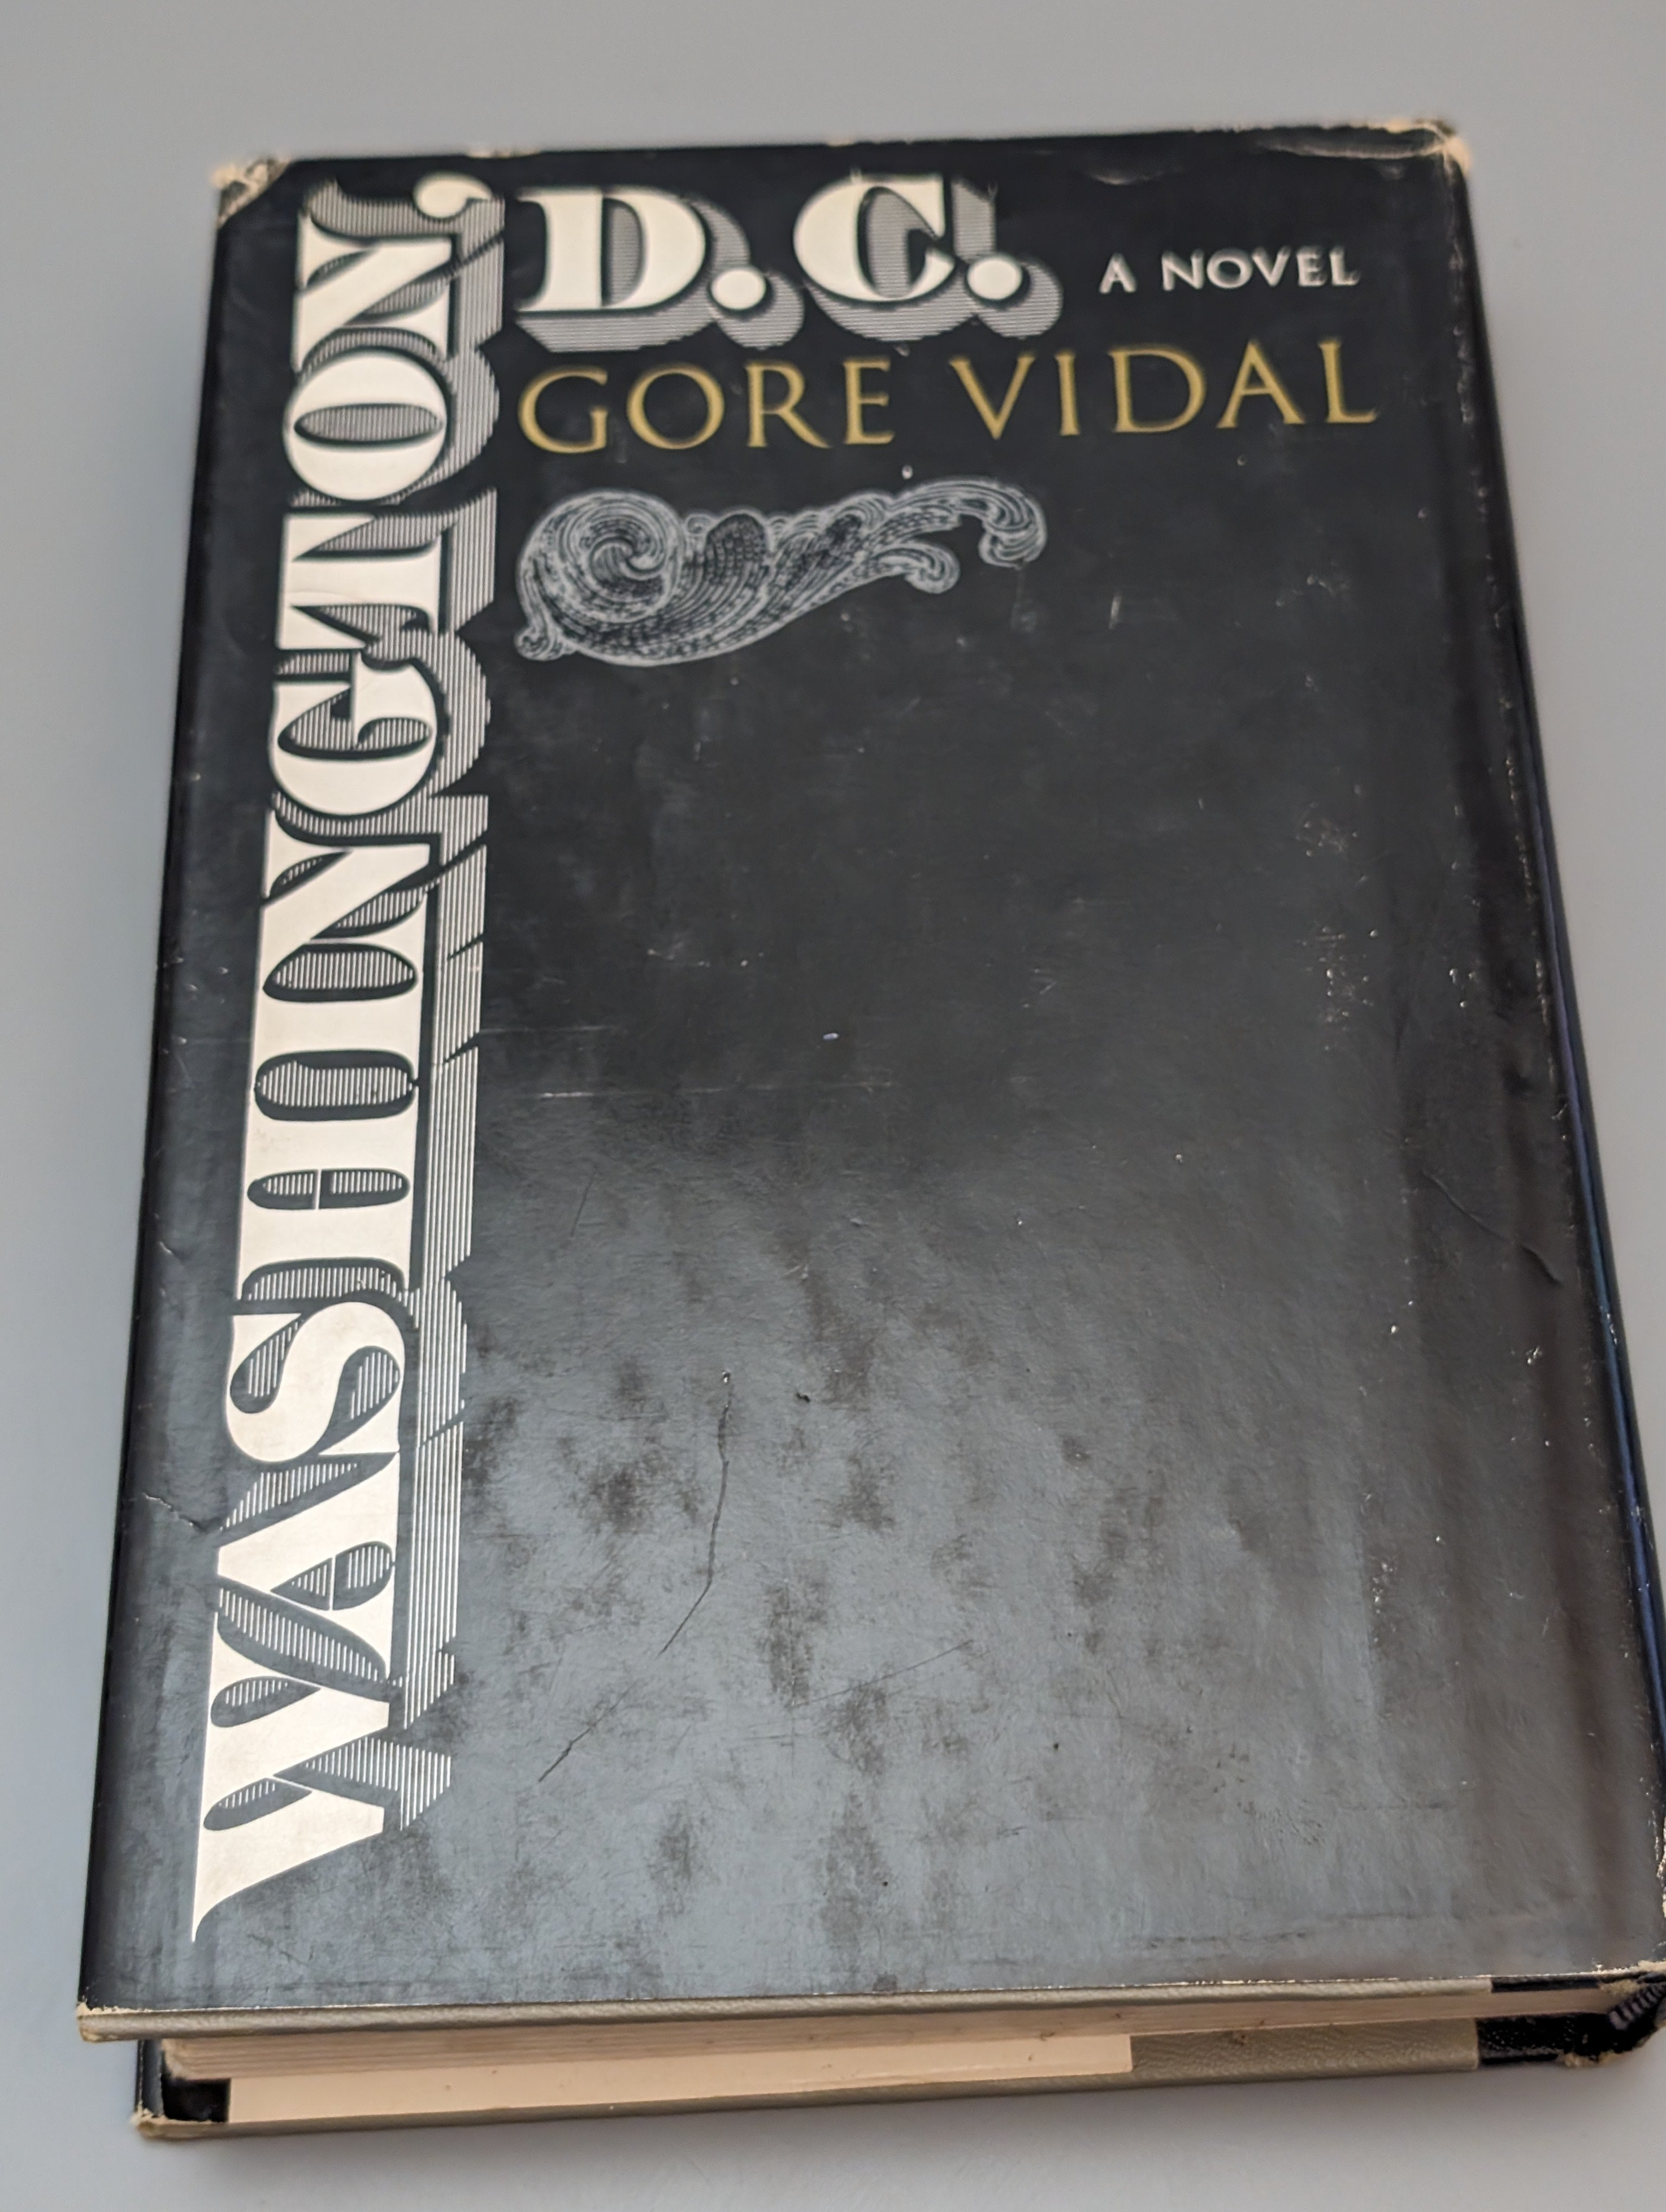 WASHINGTON,
D.C. A NOVEL
GORE VIDAL